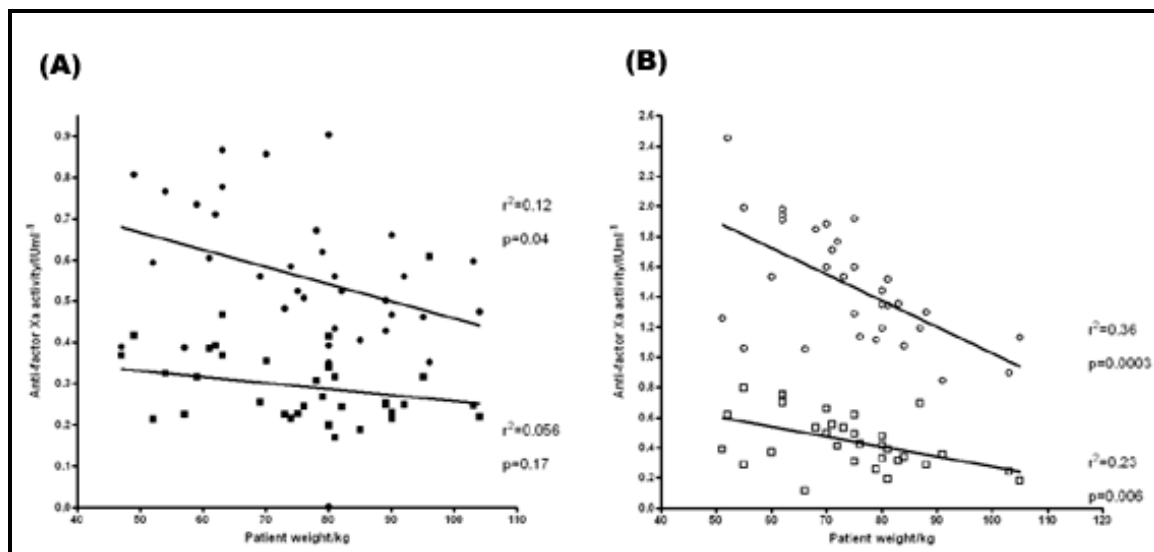 (A)
0.9
0.8
0.7
0.6
0.5
0.4
0.3
0.2
0.1
0.0
40 50 60 70 80 90 100 110
Anti-factor Xa activity/IUml⁻¹
Patient weight/kg
r²=0.12
p=0.04
r²=0.056
p=0.17
(B)
2.6
2.4
2.2
2.0
1.8
1.6
1.4
1.2
1.0
0.8
0.6
0.4
0.2
0.0
40 50 60 70 80 90 100 110 123
Anti-factor Xa activity/IUml⁻¹
Patient weight/kg
r²=0.36
p=0.0003
r²=0.23
p=0.006